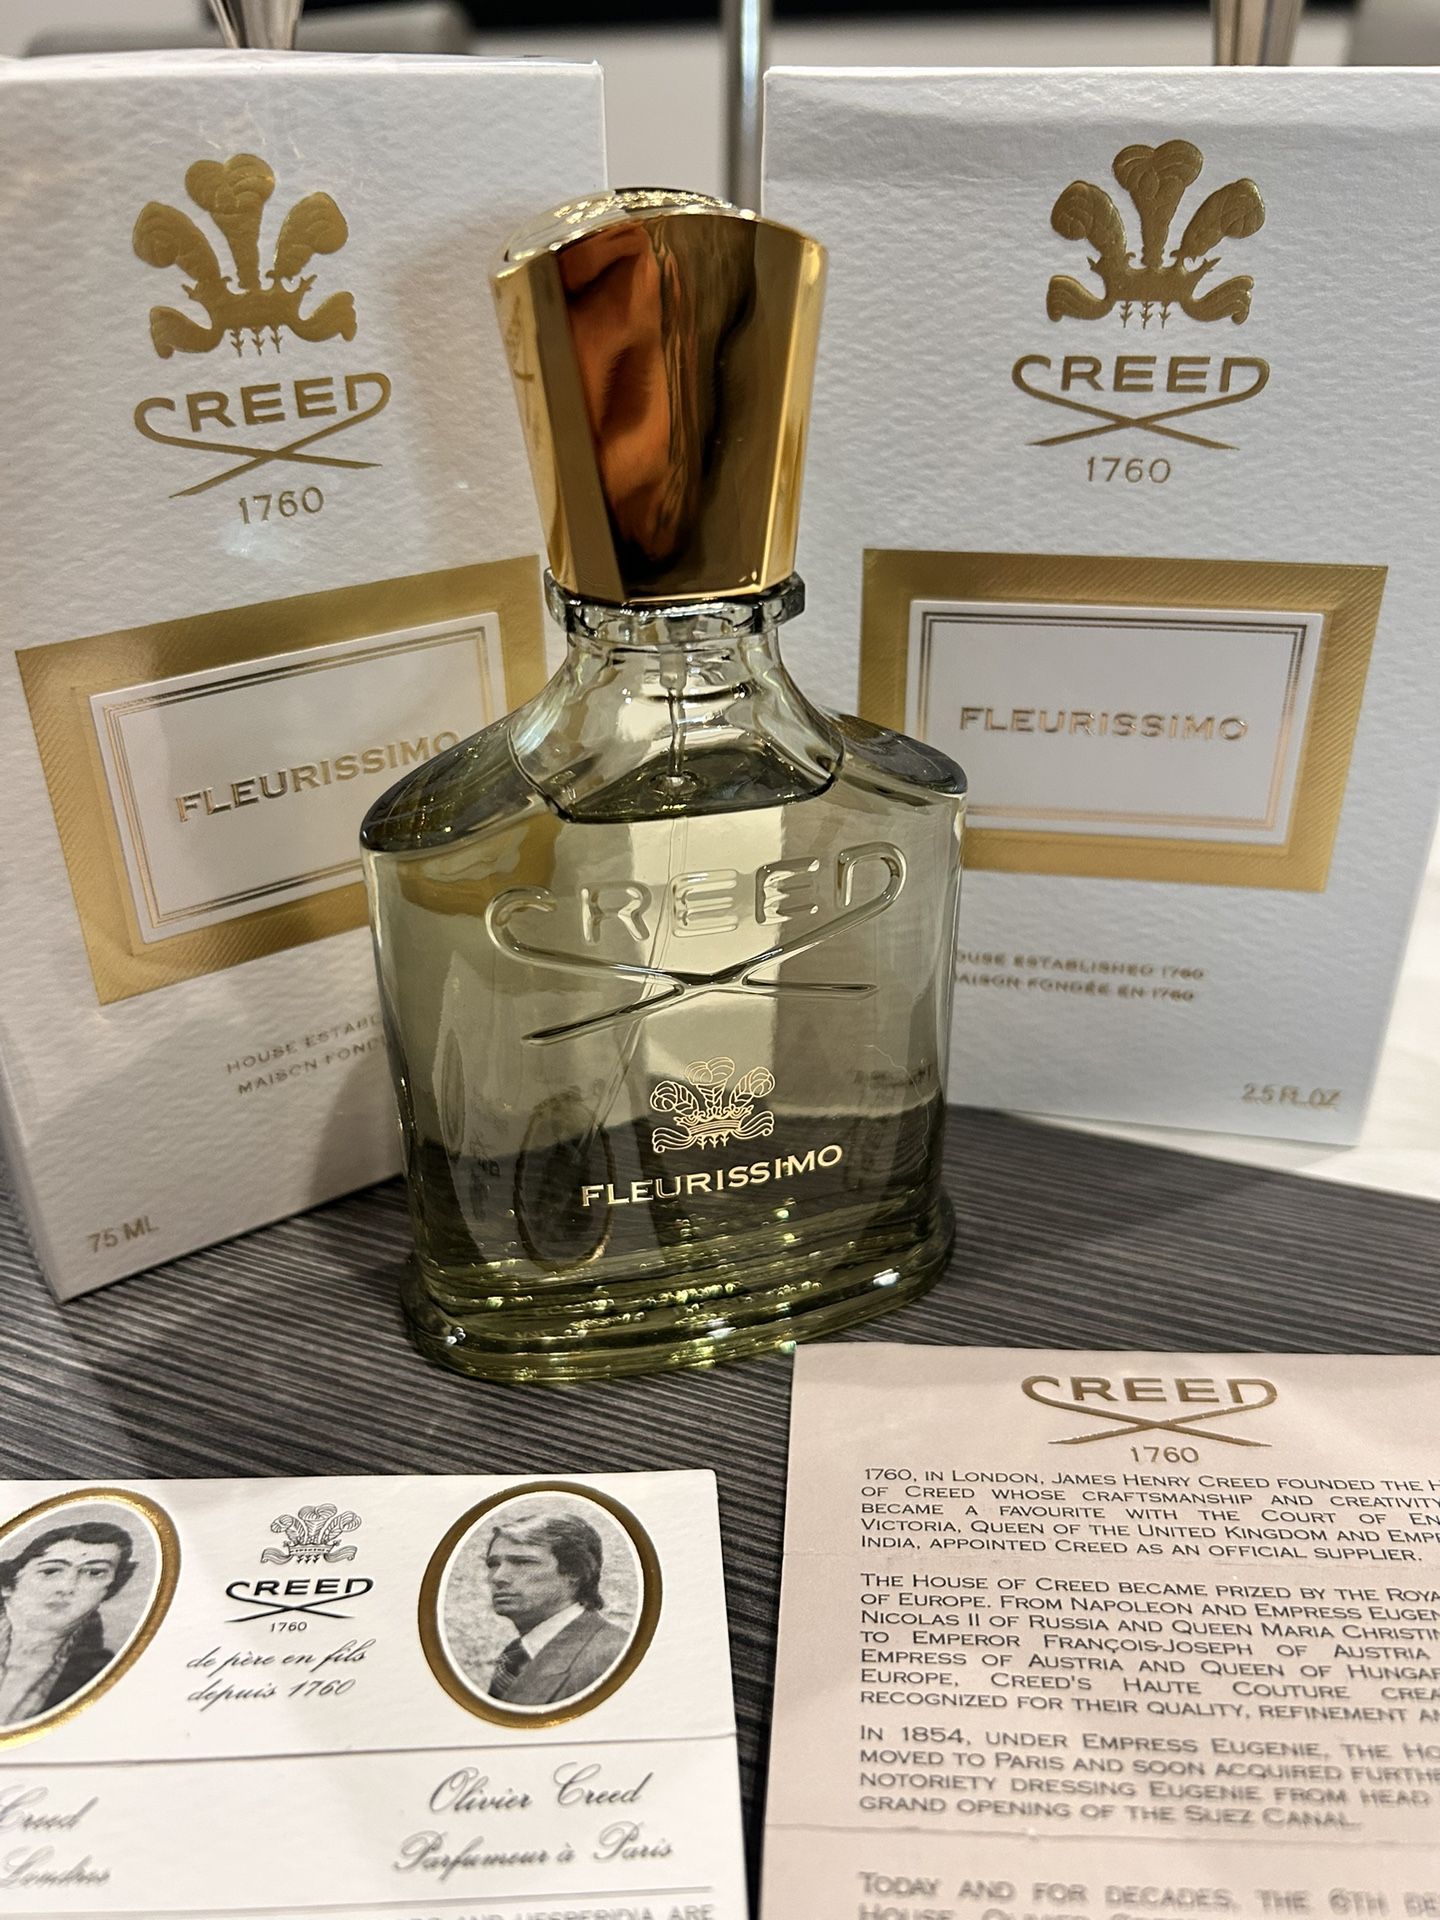 CREED
1760
FLEURISSIMO
HOUSE
MAISON
75 ML
CREED
1760
FLEURISSIMO
ESTABLISHED 1760
FONDÉE EN 1760
2.5 FL.OZ
CREED
FLEURISSIMO
CREED
1760
de père en fils
depuis 1760
Creed
Londres
Olivier Creed
Parfumeur à Paris
AND HESPERIDIA ARE
CREED
1760
1760, IN LONDON, JAMES HENRY CREED FOUNDED THE
OF CREED WHOSE CRAFTSMANSHIP AND CREATIVITY
BECAME A FAVOURITE WITH THE COURT OF
VICTORIA, QUEEN OF THE UNITED KINGDOM AND
INDIA, APPOINTED CREED AS AN OFFICIAL SUPPLIER.
THE HOUSE OF CREED BECAME PRIZED BY THE
OF EUROPE. FROM NAPOLEON AND EMPRESS
NICOLAS II OF RUSSIA AND QUEEN MARIA
TO EMPEROR FRANÇOIS-JOSEPH OF AUSTRIA
EMPRESS OF AUSTRIA AND QUEEN OF
EUROPE, CREED'S HAUTE COUTURE
RECOGNIZED FOR THEIR QUALITY, REFINEMENT
IN 1854, UNDER EMPRESS EUGENIE, THE
MOVED TO PARIS AND SOON ACQUIRED
NOTORIETY DRESSING EUGENIE FROM HEAD
GRAND OPENING OF THE SUEZ CANAL.
TODAY AND FOR DECADES, THE 6TH
HOUSE, OLIVIER